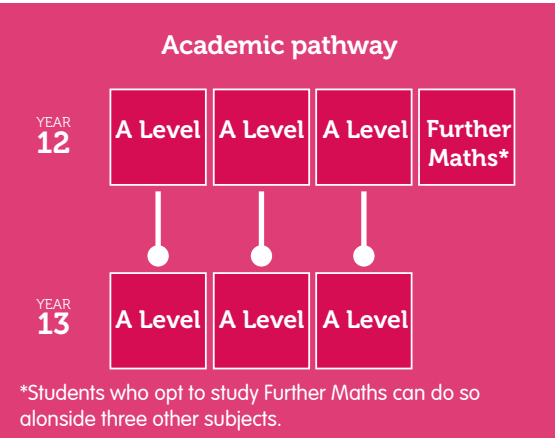 Academic pathway
YEAR
12
A Level
A Level
A Level
Further
Maths*
YEAR
13
A Level
A Level
A Level
*Students who opt to study Further Maths can do so
alonside three other subjects.